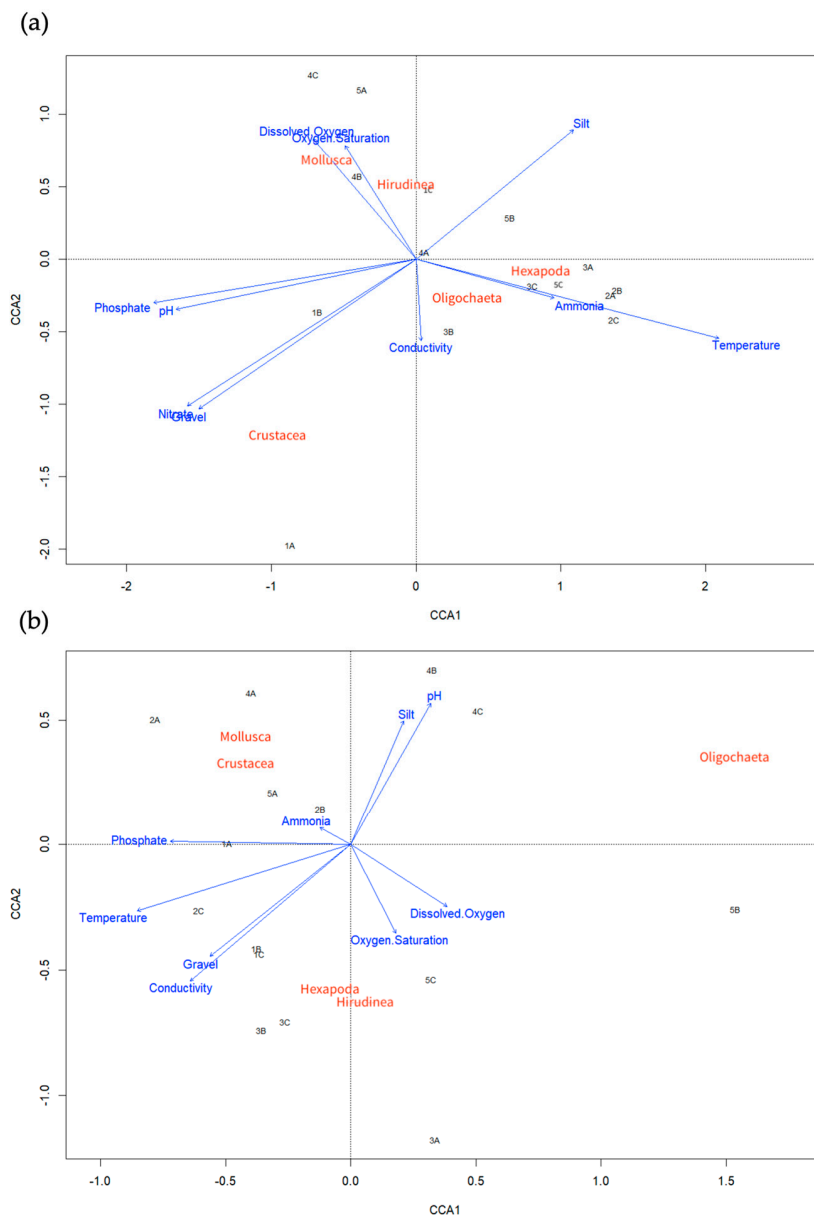 (a)
4C
5A
1.0
Silt
Dissolved.Oxygen
Oxygen.Saturation
Mollusca
4B
Hirudinea
1C
0.5
5B
4A
0.0
3A
Hexapoda
3C
5C
2A
2B
Oligochaeta
Ammonia
Phosphate
pH
1B
2C
CCA2
-0.5
3B
Conductivity
Temperature
-1.0
Nitrate
Gravel
Crustacea
-1.5
1A
-2.0
-2
-1
0
1
2
CCA1
(b)
4B
pH
4A
Silt
4C
0.5
2A
Mollusca
Oligochaeta
Crustacea
5A
2B
Ammonia
Phosphate
1A
0.0
CCA2
Temperature
2C
Dissolved.Oxygen
5B
Oxygen.Saturation
1B
1C
Gravel
-0.5
5C
Conductivity
Hexapoda
Hirudinea
3C
3B
-1.0
3A
-1.0
-0.5
0.0
0.5
1.0
1.5
CCA1